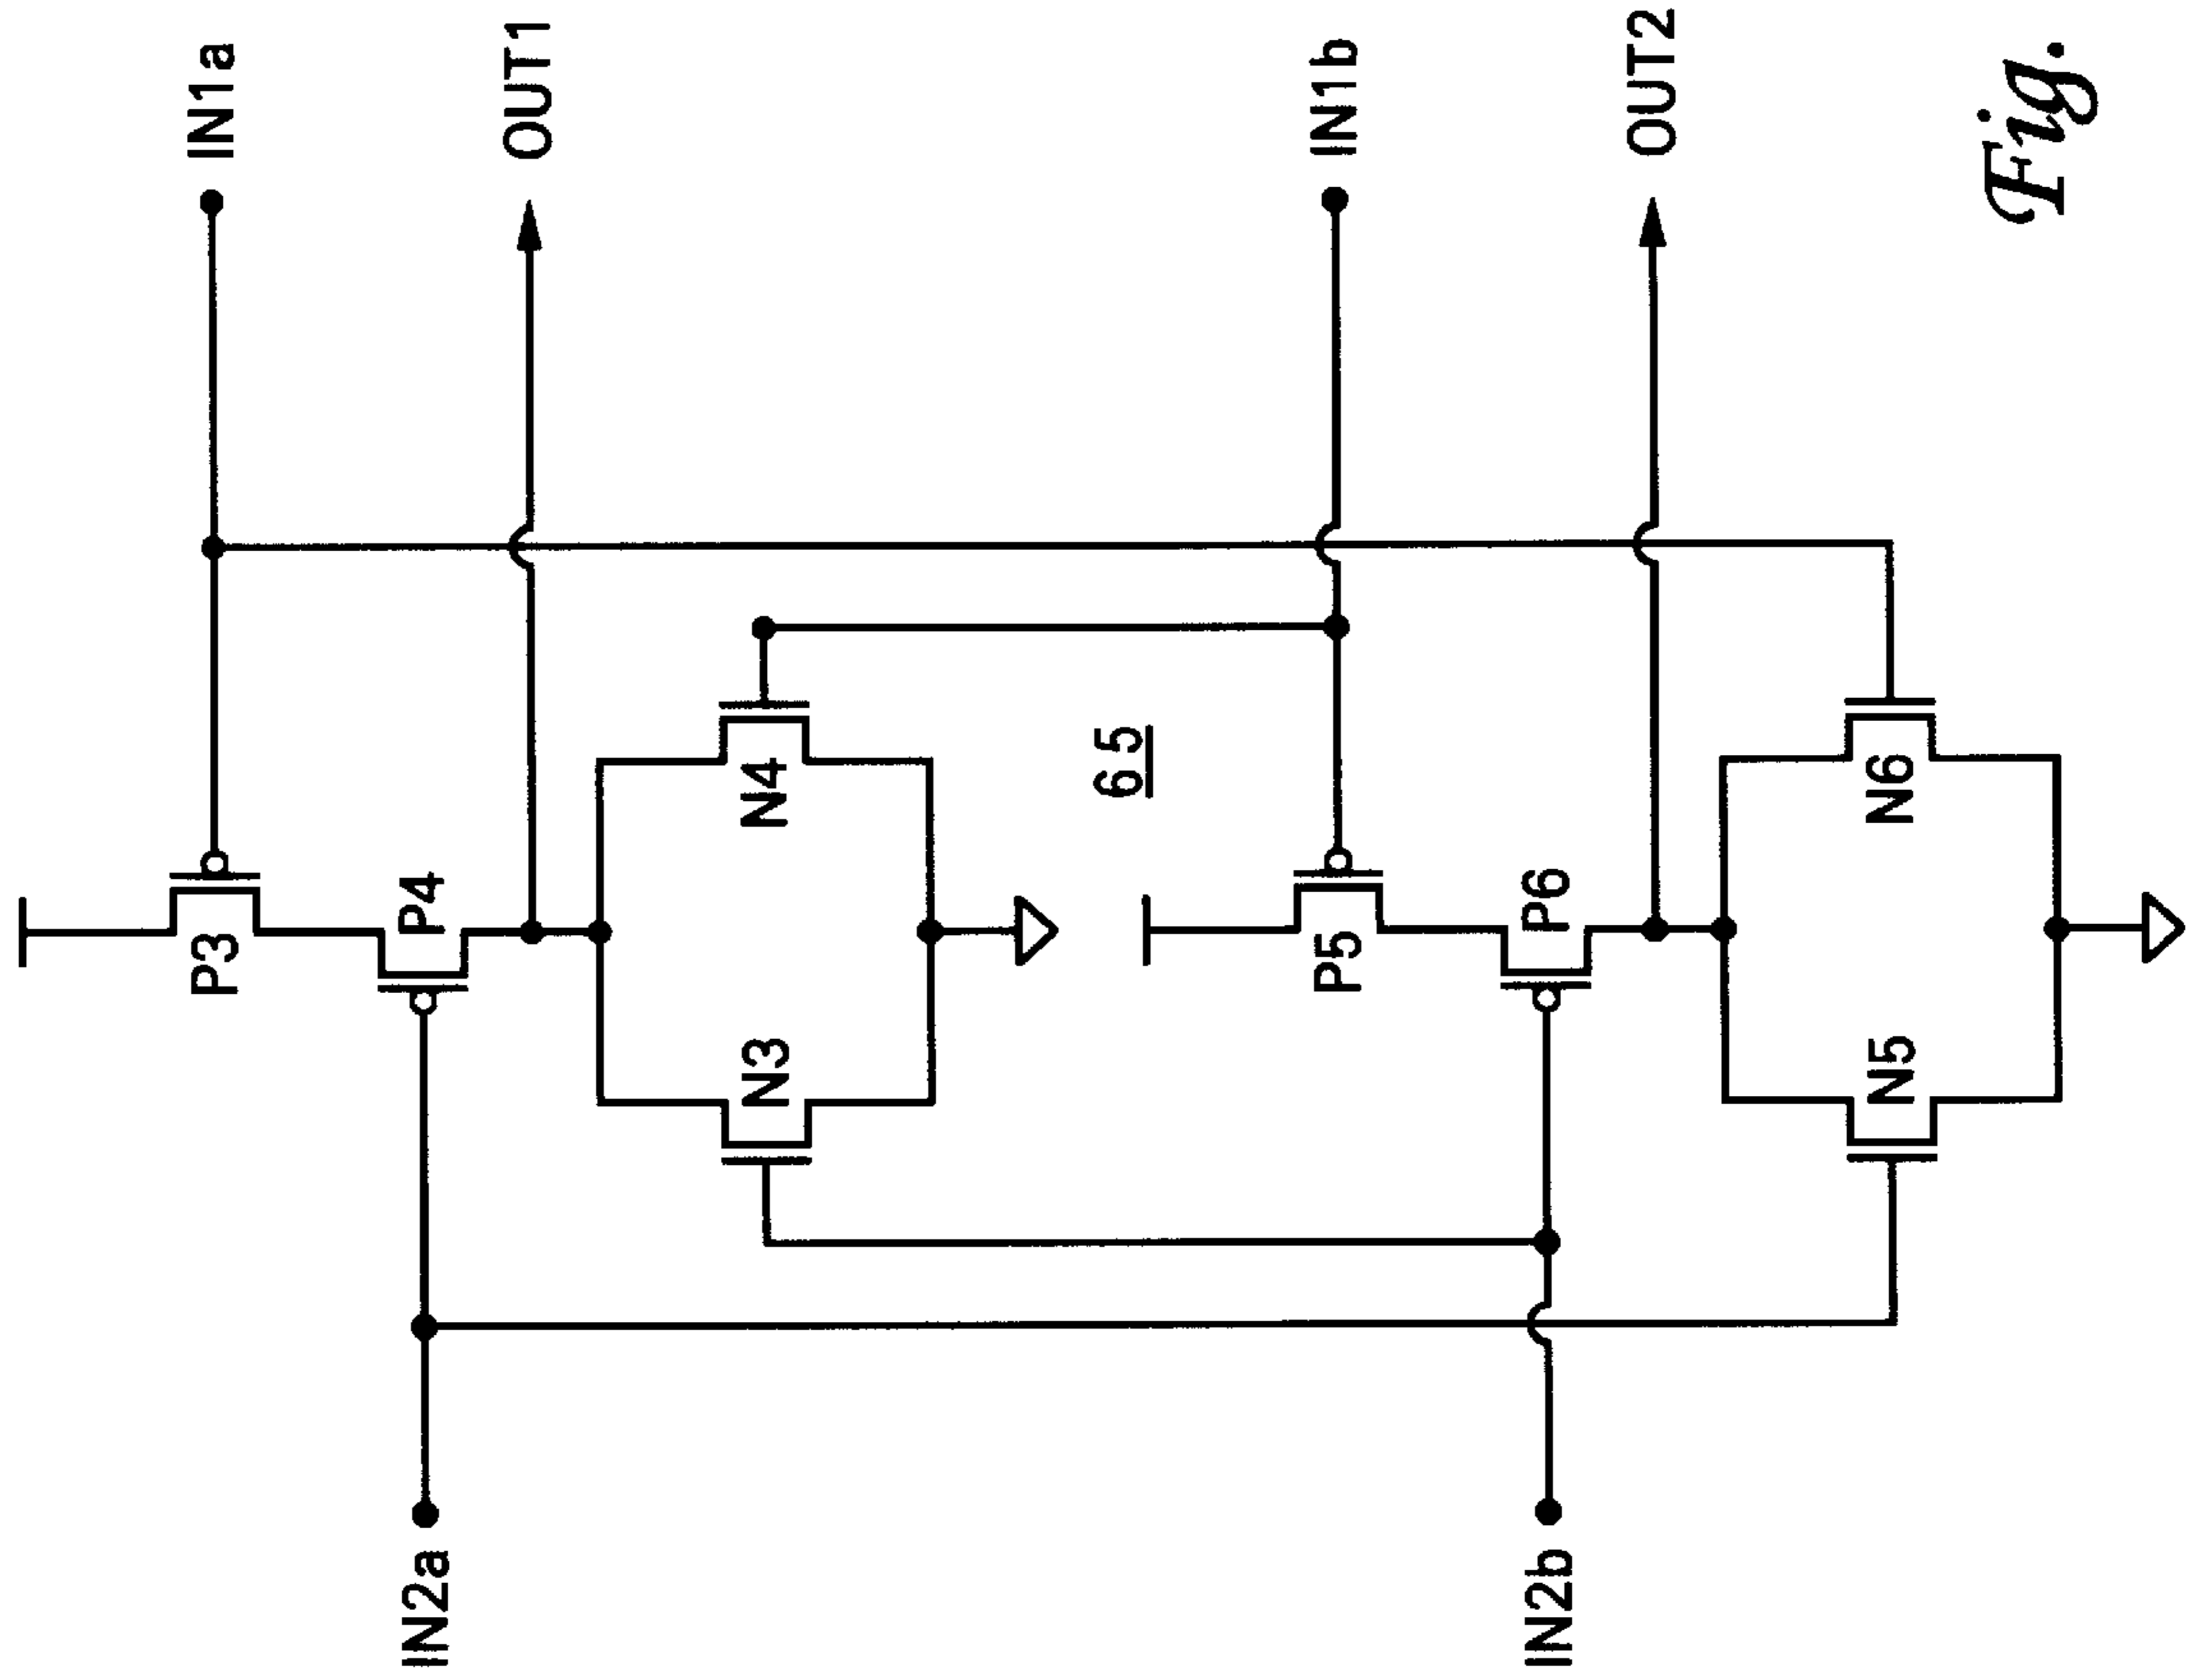 IN1a
OUT1
IN1b
OUT2
Fig.
P3
P4
N4
N3
65
P5
P6
N6
N5
IN2a
IN2b